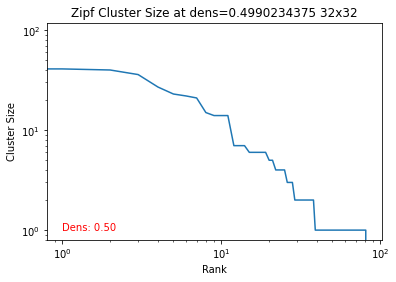 Zipf Cluster Size at dens=0.4990234375 32x32
10²
10¹
10⁰
Cluster Size
Dens: 0.50
10⁰ 10¹ 10²
Rank